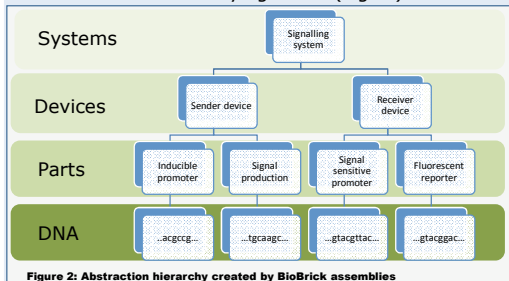 Systems
Signalling
system
Devices
Sender device
Receiver
device
Parts
Inducible
promoter
Signal
production
Signal
sensitive
promoter
Fluorescent
reporter
DNA
..acgccg...
...tgcaagc...
...gtacgttac...
...gtacggac...
Figure 2: Abstraction hierarchy created by BioBrick assemblies